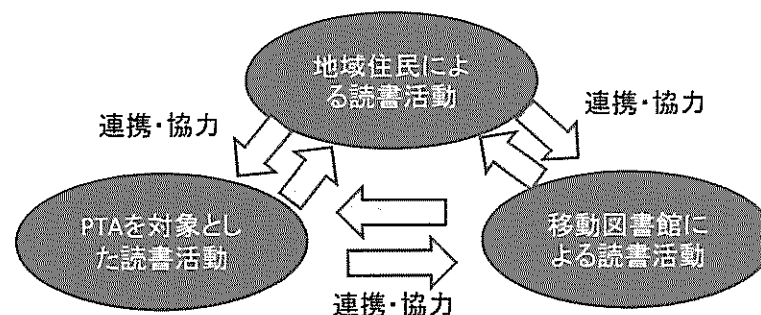 地域住民によ
る読書活動
連携・協力
連携・協力
PTAを対象とし
た読書活動
移動図書館に
よる読書活動
連携・協力